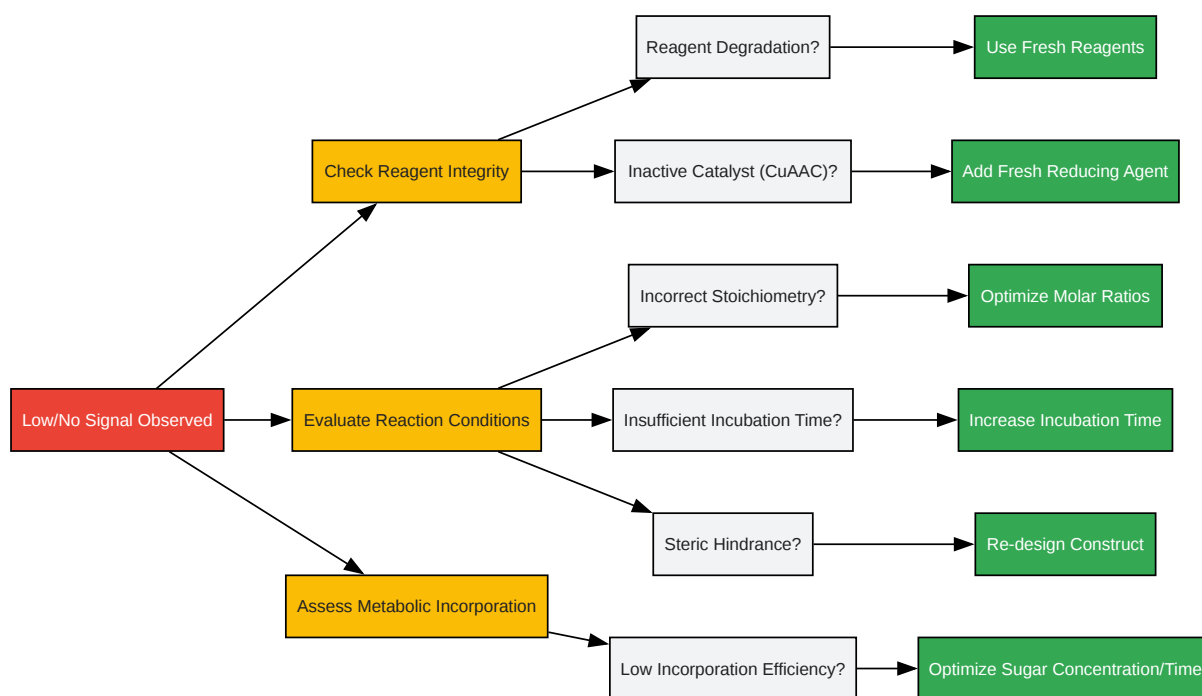 Reagent Degradation?
Use Fresh Reagents
Check Reagent Integrity
Inactive Catalyst (CuAAC)?
Add Fresh Reducing Agent
Incorrect Stoichiometry?
Optimize Molar Ratios
Low/No Signal Observed
Evaluate Reaction Conditions
Insufficient Incubation Time?
Increase Incubation Time
Steric Hindrance?
Re-design Construct
Assess Metabolic Incorporation
Low Incorporation Efficiency?
Optimize Sugar Concentration/Time